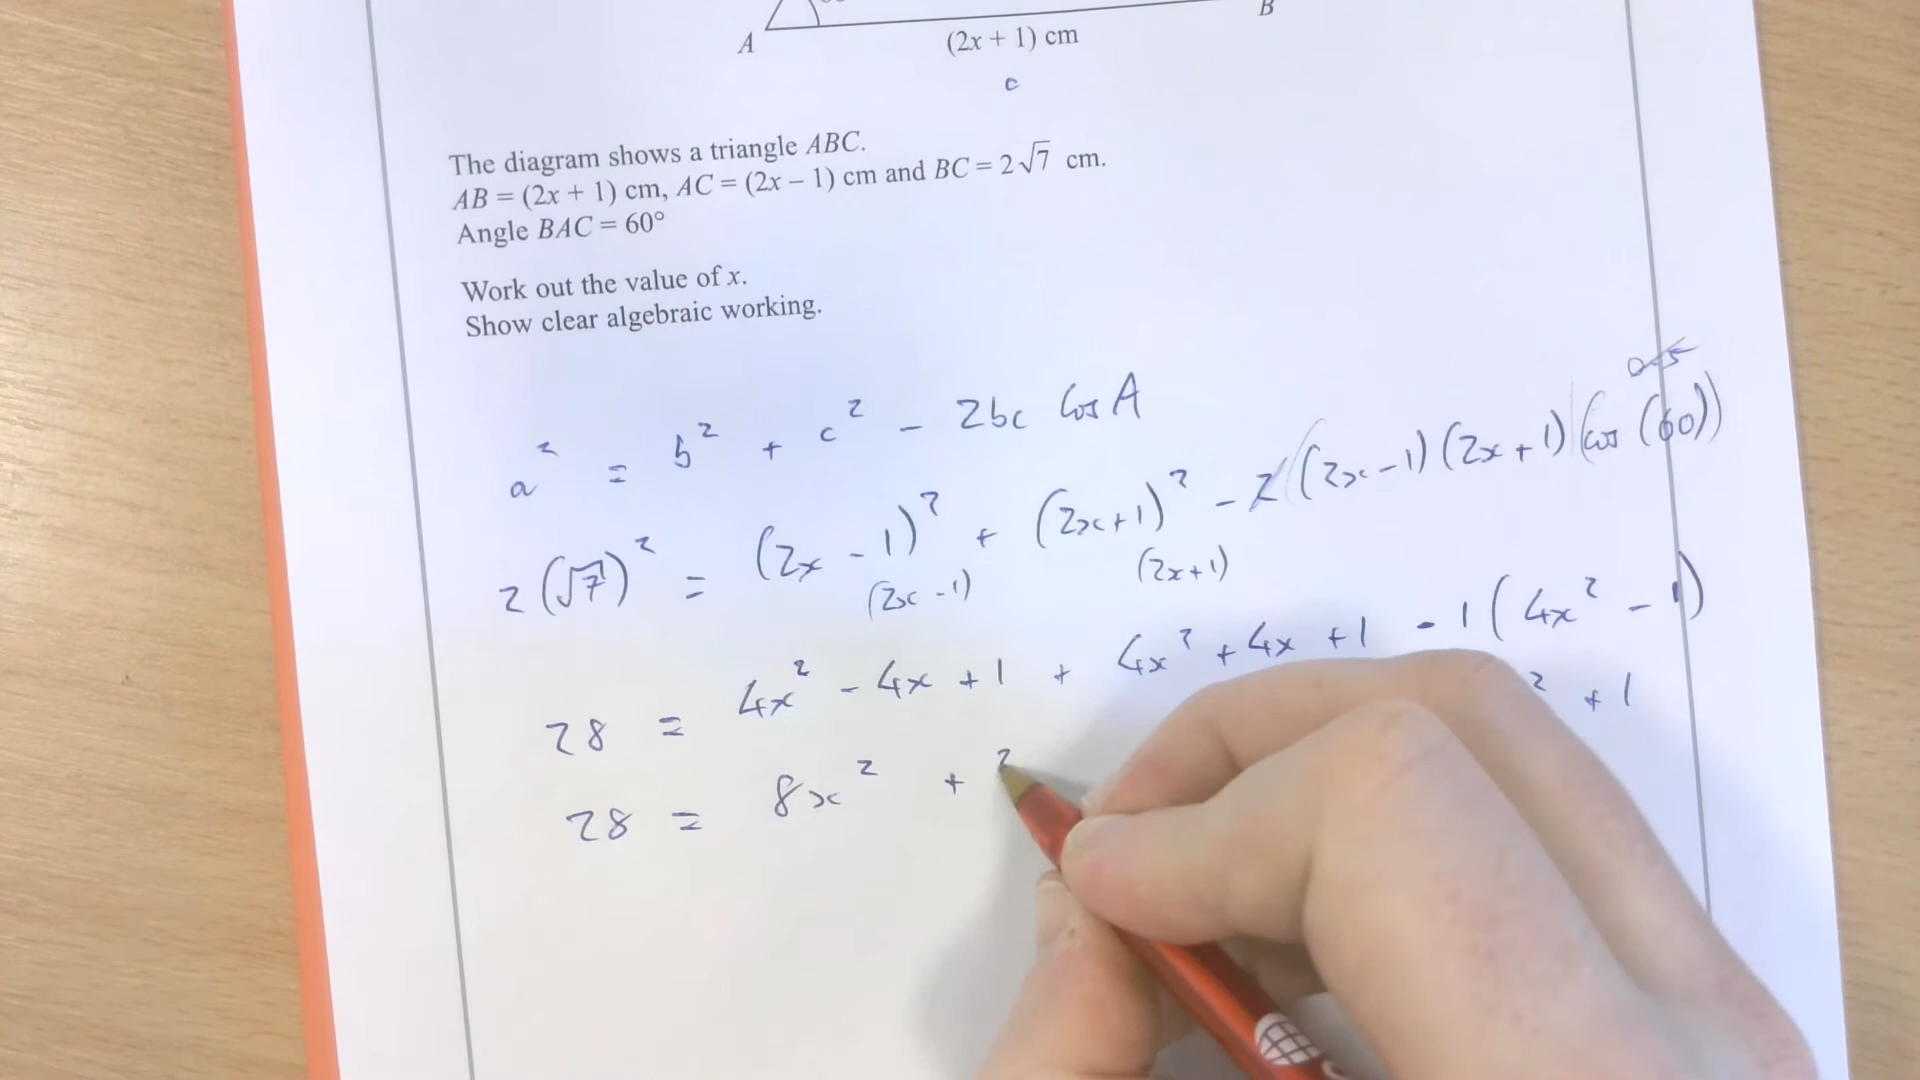 A (2x + 1) cm B
c
The diagram shows a triangle ABC.
AB = (2x + 1) cm, AC = (2x – 1) cm and BC = 2√7 cm.
Angle BAC = 60°
Work out the value of x.
Show clear algebraic working.
a² = b² + c² - 2bc Cos A
0.5
2(√7)² = (2x - 1)² + (2x+1)² - 2(2x-1)(2x+1)(cos (60))
(2x -1) (2x+1)
28 = 4x² - 4x +1 + 4x² + 4x +1 - 1(4x² - 1)
² + 1
28 = 8x² + 2